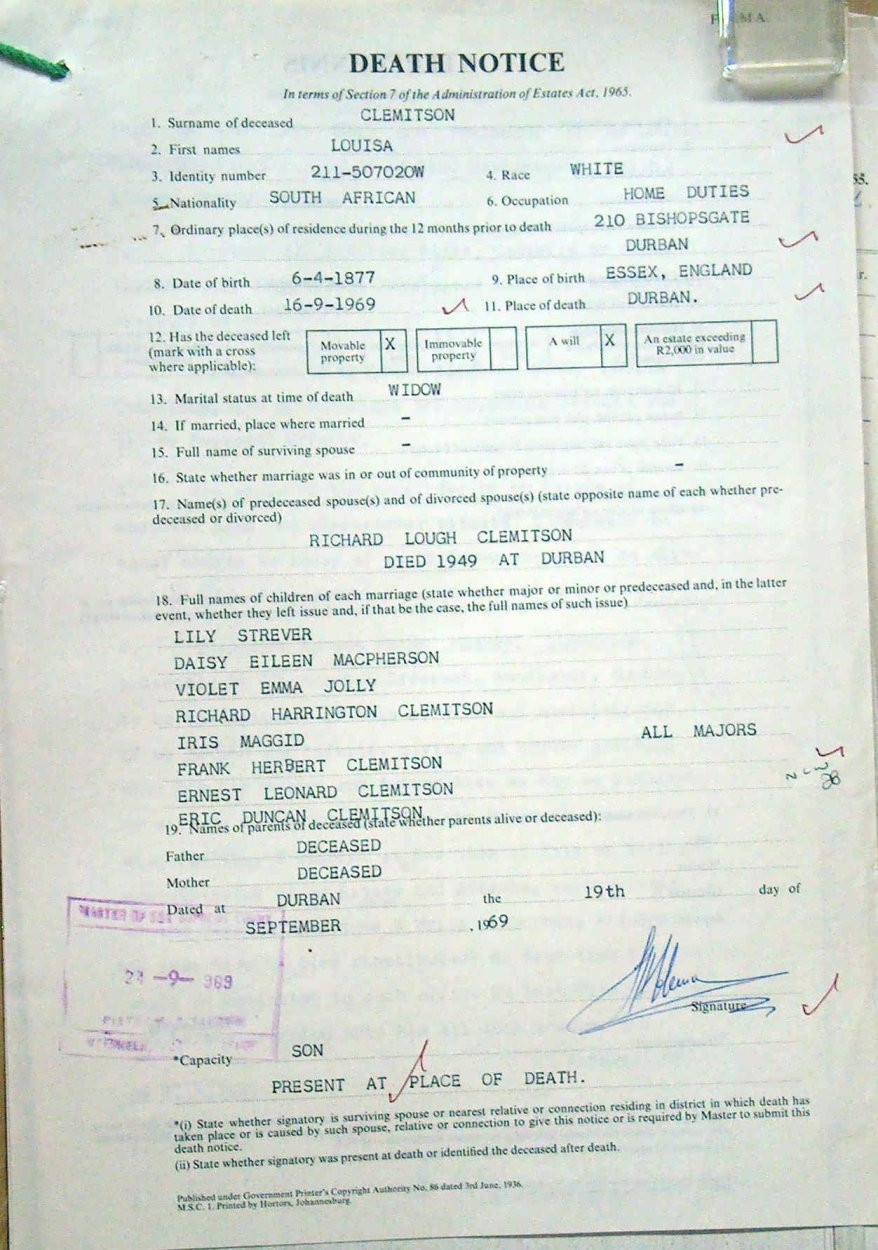 DEATH NOTICE
In terms of Section 7 of the Administration of Estates Act, 1965.
1. Surname of deceased CLEMITSON
2. First names LOUISA
3. Identity number 211-507020W 4. Race WHITE
5. Nationality SOUTH AFRICAN 6. Occupation HOME DUTIES
7. Ordinary place(s) of residence during the 12 months prior to death 210 BISHOPSGATE
DURBAN
8. Date of birth 6-4-1877 9. Place of birth ESSEX, ENGLAND
10. Date of death 16-9-1969 11. Place of death DURBAN.
12. Has the deceased left (mark with a cross where applicable): Movable property X Immovable property A will X An estate exceeding R2,000 in value
13. Marital status at time of death WIDOW
14. If married, place where married -
15. Full name of surviving spouse -
16. State whether marriage was in or out of community of property -
17. Name(s) of predeceased spouse(s) and of divorced spouse(s) (state opposite name of each whether pre-
deceased or divorced)
RICHARD LOUGH CLEMITSON
DIED 1949 AT DURBAN
18. Full names of children of each marriage (state whether major or minor or predeceased and, in the latter
event, whether they left issue and, if that be the case, the full names of such issue)
LILY STREVER
DAISY EILEEN MACPHERSON
VIOLET EMMA JOLLY
RICHARD HARRINGTON CLEMITSON
IRIS MAGGID ALL MAJORS
FRANK HERBERT CLEMITSON
ERNEST LEONARD CLEMITSON
ERIC DUNCAN CLEMITSON
19. Names of parents of deceased (state whether parents alive or deceased):
Father DECEASED
Mother DECEASED
Dated at DURBAN the 19th day of
SEPTEMBER , 1969
MASTER OF THE
-9- 969
Signature
*Capacity SON
PRESENT AT PLACE OF DEATH.
*(i) State whether signatory is surviving spouse or nearest relative or connection residing in district in which death has
taken place or is caused by such spouse, relative or connection to give this notice or is required by Master to submit this
death notice.
(ii) State whether signatory was present at death or identified the deceased after death.
Published under Government Printer's Copyright Authority No. 86 dated 3rd June, 1936.
M.S.C. 1. Printed by Hortors, Johannesburg.